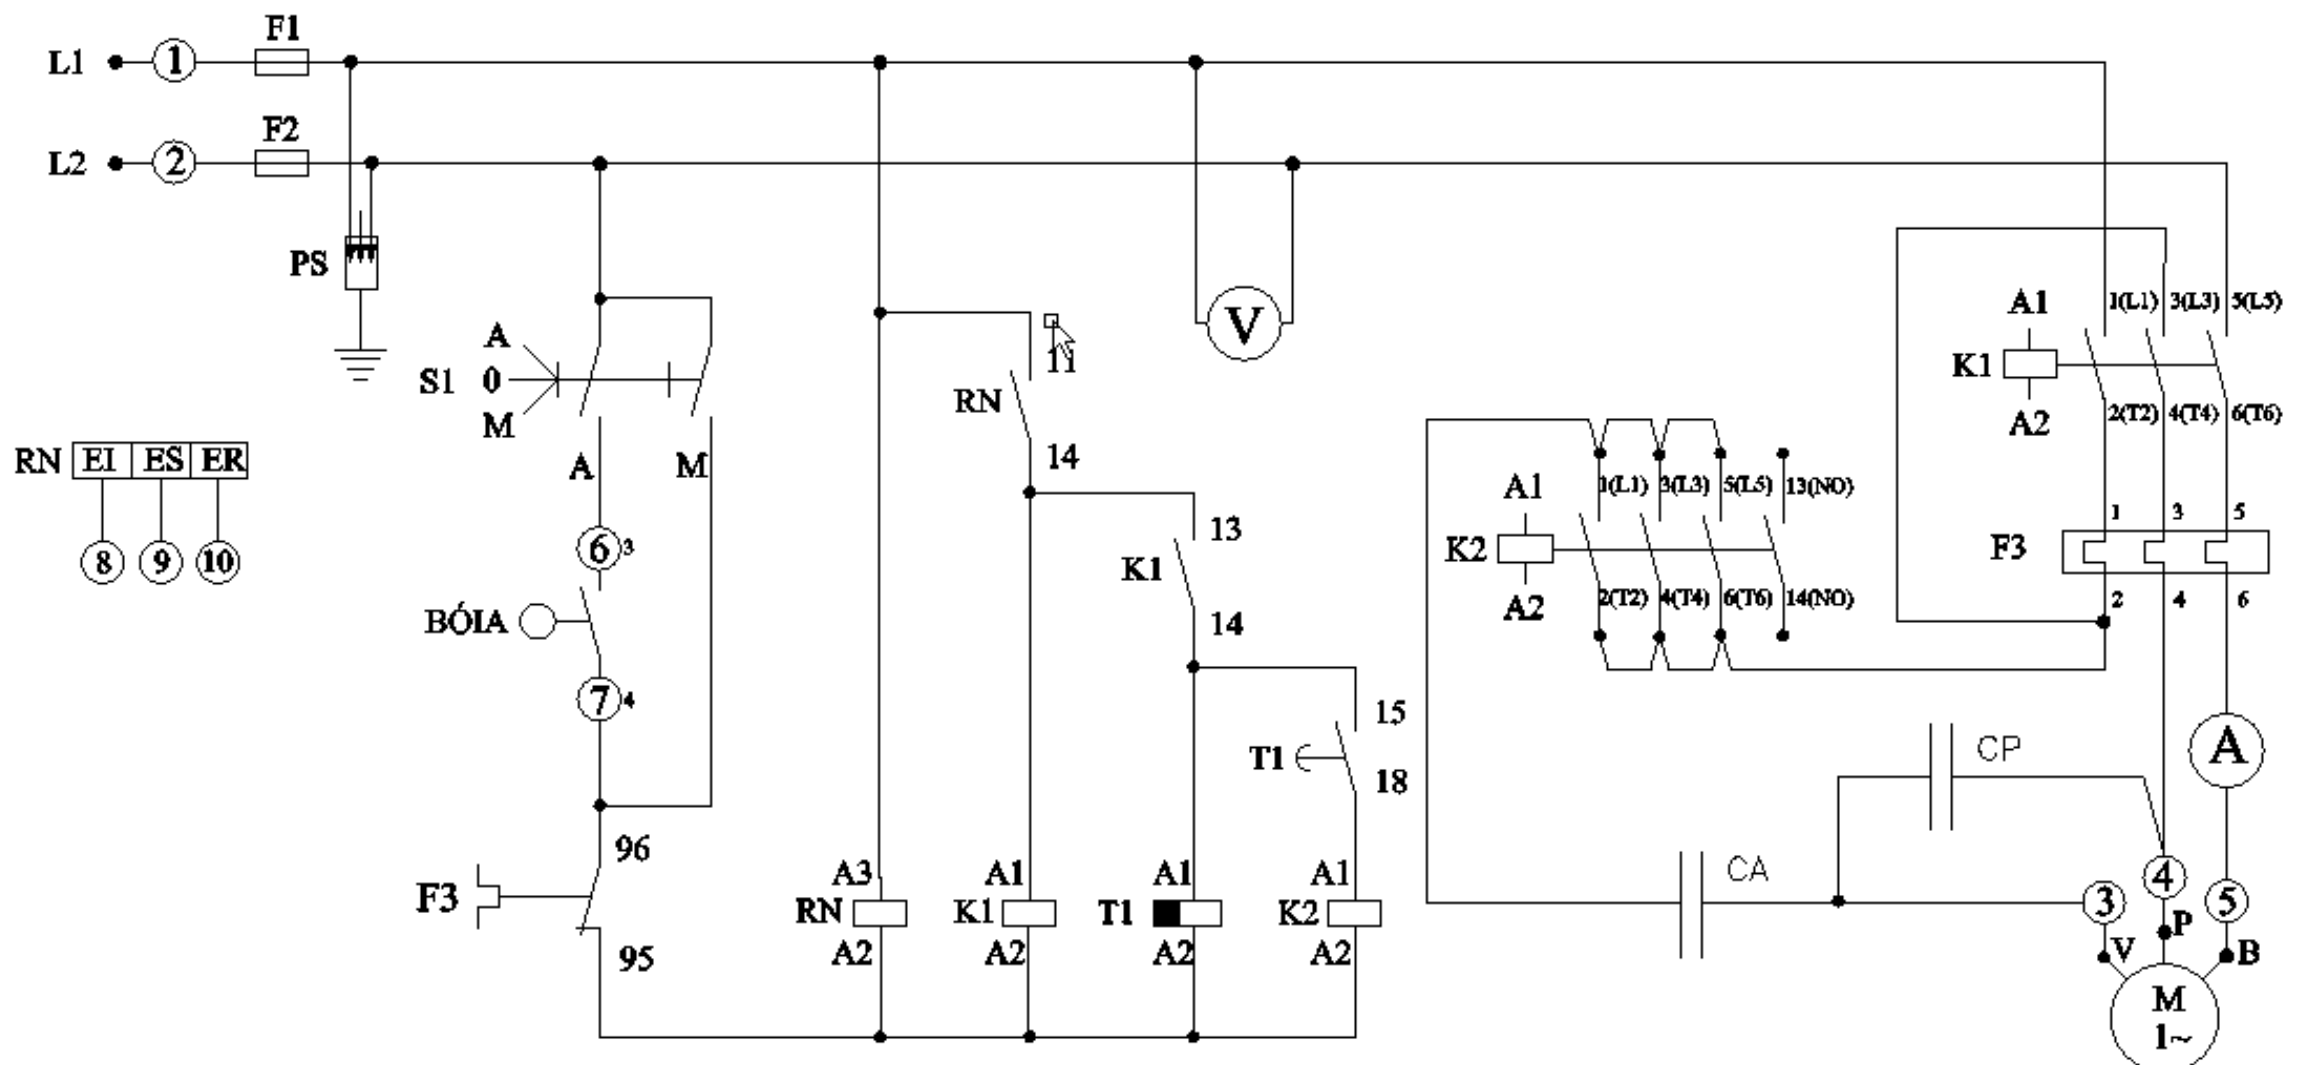 F1
L1 1
F2
L2 2
PS
V
A
S1 0
M
A M
RN EI ES ER
8 9 10
6 3
BÓIA
7 4
96
F3
95
11
RN
14
13
K1
14
15
T1
18
A3 A1 A1 A1
RN K1 T1 K2
A2 A2 A2 A2
A1 1(L1) 3(L3) 5(L5)
K1
A2 2(T2) 4(T4) 6(T6)
A1 1(L1) 3(L3) 5(L5) 13(NO)
K2
A2 2(T2) 4(T4) 6(T6) 14(NO)
1 3 5
F3
2 4 6
A
CP
CA
3 4 5
V P B
M
1~